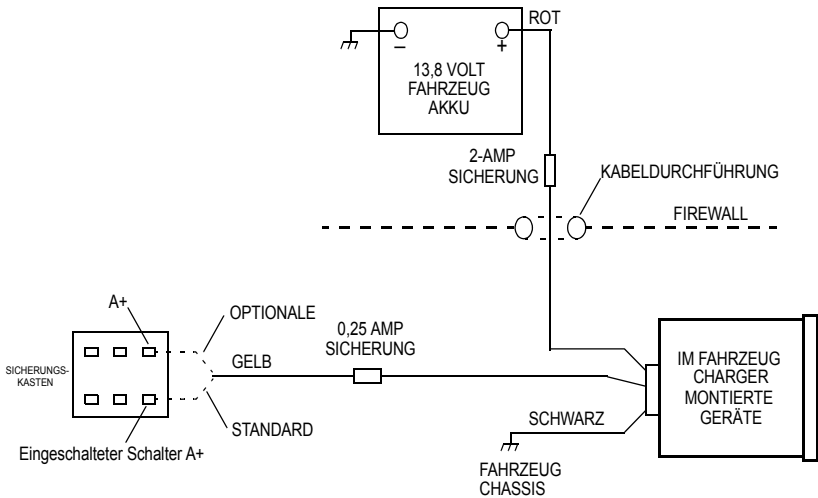 ROT
–
+
13,8 VOLT
FAHRZEUG
AKKU
2-AMP
SICHERUNG
KABELDURCHFÜHRUNG
FIREWALL
A+
OPTIONALE
0,25 AMP
SICHERUNG
GELB
SICHERUNGS-
KASTEN
STANDARD
Eingeschalteter Schalter A+
IM FAHRZEUG
CHARGER
MONTIERTE
GERÄTE
SCHWARZ
FAHRZEUG
CHASSIS